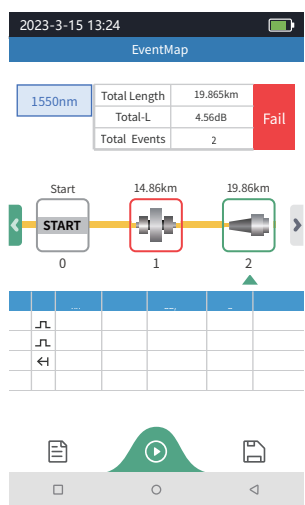 2023-3-15 13:24
EventMap
1550nm
Total Length 19.865km
Total-L 4.56dB
Total Events 2
Fail
Start 14.86km 19.86km
START
0 1 2